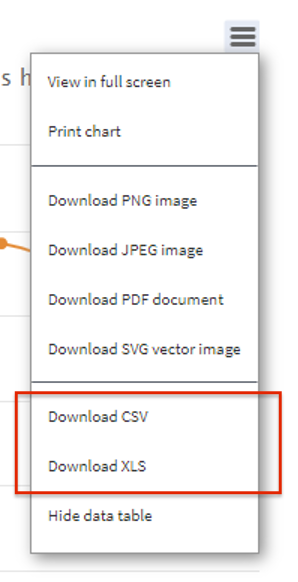 s h
View in full screen
Print chart
Download PNG image
Download JPEG image
Download PDF document
Download SVG vector image
Download CSV
Download XLS
Hide data table